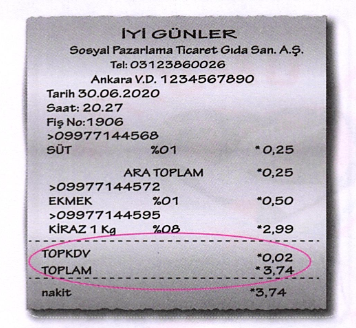 İYİ GÜNLER
Sosyal Pazarlama Ticaret Gıda San. A.Ş.
Tel: 03123860026
Ankara V.D. 1234567890
Tarih 30.06.2020
Saat: 20.27
Fiş No: 1906
>09977144568
SÜT %01 *0,25
ARA TOPLAM *0,25
>09977144572
EKMEK %01 *0,50
>09977144595
KİRAZ 1 Kg %08 *2,99
TOPKDV *0,02
TOPLAM *3,74
nakit *3,74